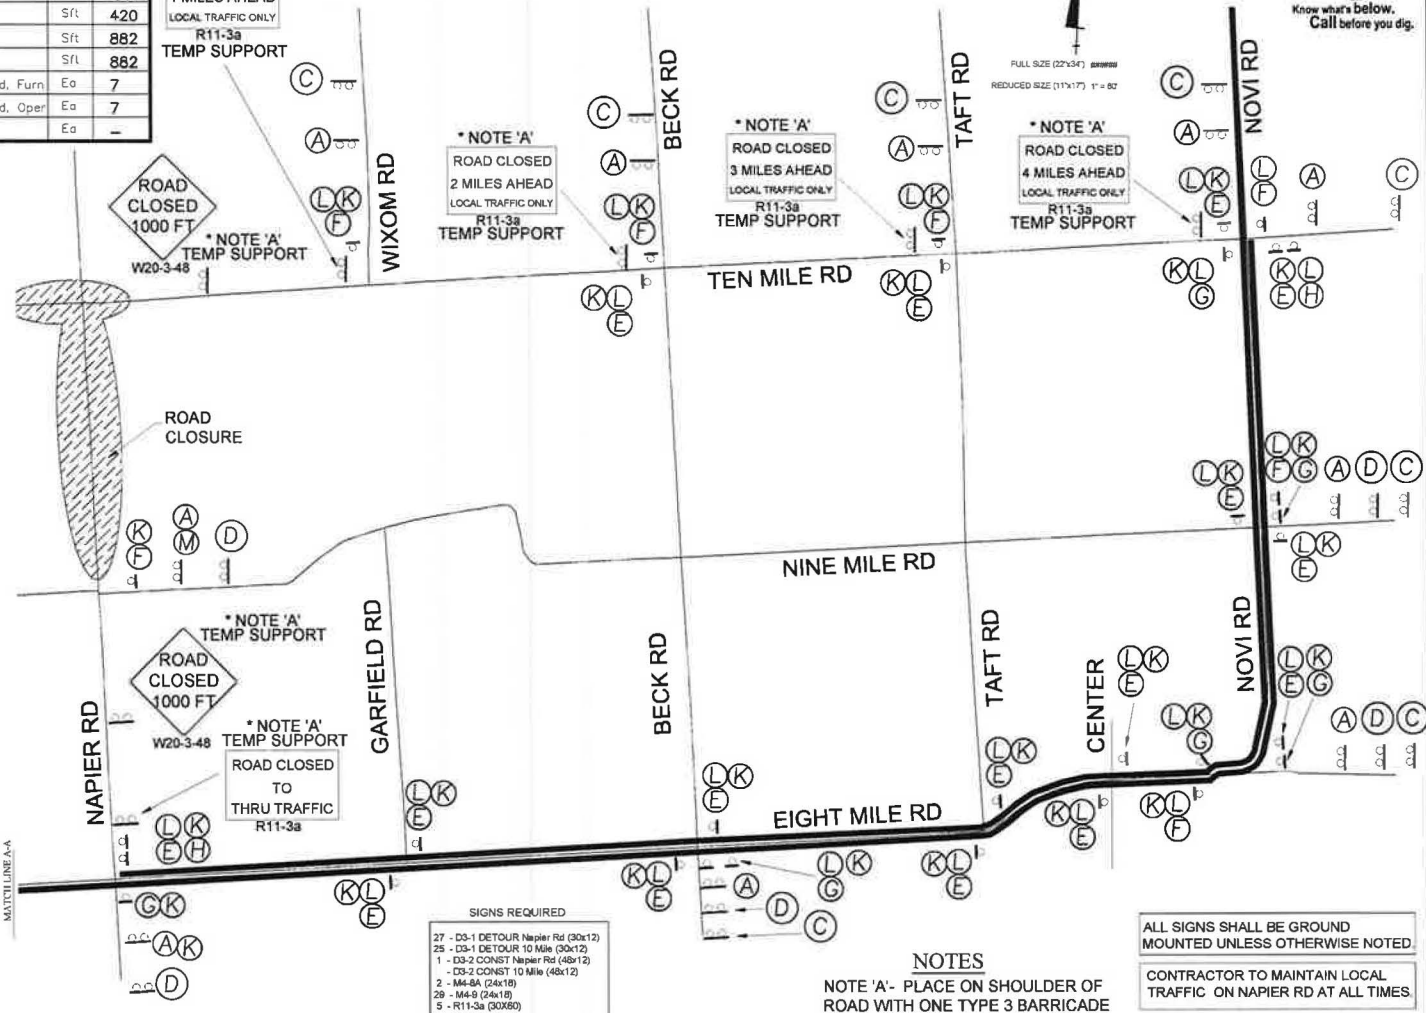 1 MILES AHEAD
LOCAL TRAFFIC ONLY
R11-3a
TEMP SUPPORT
Sft 420
Sft 882
Sft 882
d, Furn Ea 7
d, Oper Ea 7
Ea –
Know what's below.
Call before you dig.
FULL SIZE (22"x34")
REDUCED SIZE (11"x17") 1" = 80'
C
A
L K
F
WIXOM RD
C
A
L K
F
BECK RD
C
A
L K
F
TAFT RD
C
A
L K
E
NOVI RD
L
F
A
C
* NOTE 'A'
ROAD CLOSED
2 MILES AHEAD
LOCAL TRAFFIC ONLY
R11-3a
TEMP SUPPORT
* NOTE 'A'
ROAD CLOSED
3 MILES AHEAD
LOCAL TRAFFIC ONLY
R11-3a
TEMP SUPPORT
* NOTE 'A'
ROAD CLOSED
4 MILES AHEAD
LOCAL TRAFFIC ONLY
R11-3a
TEMP SUPPORT
ROAD
CLOSED
1000 FT
W20-3-48
* NOTE 'A'
TEMP SUPPORT
TEN MILE RD
K L
E
K L
E
K L
G
K L
E H
ROAD
CLOSURE
K
F
A
M
D
NINE MILE RD
L K
E
L K
F G
A D C
L K
E
* NOTE 'A'
TEMP SUPPORT
ROAD
CLOSED
1000 FT
W20-3-48
* NOTE 'A'
TEMP SUPPORT
ROAD CLOSED
TO
THRU TRAFFIC
R11-3a
NAPIER RD
GARFIELD RD
BECK RD
TAFT RD
CENTER
NOVI RD
L K
E
L K
G
L K
E G
A D C
L K
E H
L K
E
L K
E
EIGHT MILE RD
L K
E
K L
E
K L
F
G K
A K
D
K L
E
K L
E
L K
G
A
D
C
K L
E
MATCH LINE A-A
SIGNS REQUIRED
27 - D3-1 DETOUR Napier Rd (30x12)
25 - D3-1 DETOUR 10 Mile (30x12)
1 - D3-2 CONST Napier Rd (48x12)
- D3-2 CONST 10 Mile (48x12)
2 - M4-8A (24x18)
29 - M4-9 (24x18)
5 - R11-3a (30X60)
NOTES
NOTE 'A'- PLACE ON SHOULDER OF
ROAD WITH ONE TYPE 3 BARRICADE
ALL SIGNS SHALL BE GROUND
MOUNTED UNLESS OTHERWISE NOTED.
CONTRACTOR TO MAINTAIN LOCAL
TRAFFIC ON NAPIER RD AT ALL TIMES.